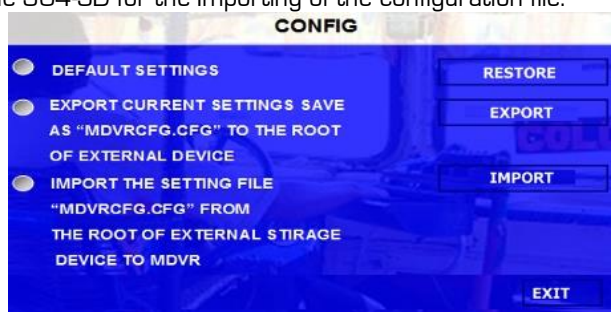 e SC4-SD for the importing of the configuration file.
CONFIG
DEFAULT SETTINGS
RESTORE
EXPORT CURRENT SETTINGS SAVE
EXPORT
AS “MDVRCFG.CFG” TO THE ROOT
OF EXTERNAL DEVICE
IMPORT THE SETTING FILE
IMPORT
“MDVRCFG.CFG” FROM
THE ROOT OF EXTERNAL STIRAGE
DEVICE TO MDVR
EXIT